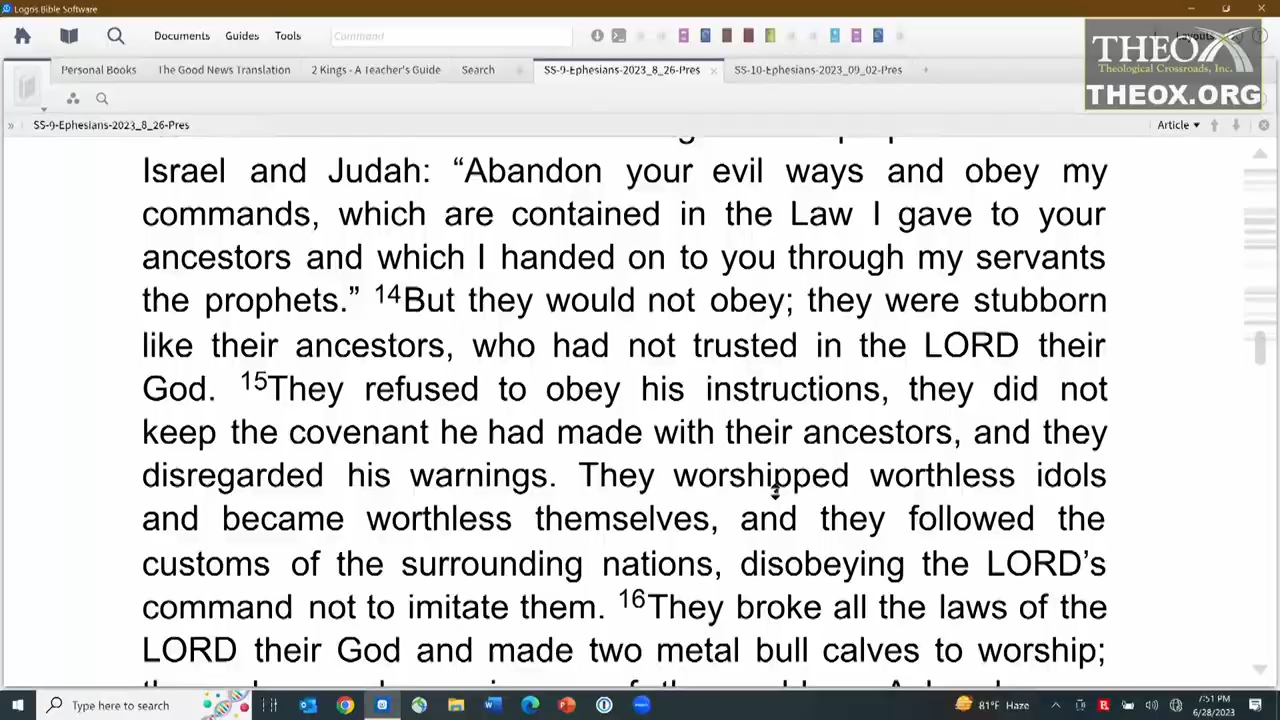 Logos Bible Software
Documents Guides Tools Command Layouts
THEOX
Theological Crossroads, Inc.
THEOX.ORG
Personal Books The Good News Translation 2 Kings - A Teacher's Guide SS-9-Ephesians-2023_8_26-Pres SS-10-Ephesians-2023_09_02-Pres
SS-9-Ephesians-2023_8_26-Pres Article
Israel and Judah: “Abandon your evil ways and obey my
commands, which are contained in the Law I gave to your
ancestors and which I handed on to you through my servants
the prophets.” 14But they would not obey; they were stubborn
like their ancestors, who had not trusted in the LORD their
God. 15They refused to obey his instructions, they did not
keep the covenant he had made with their ancestors, and they
disregarded his warnings. They worshipped worthless idols
and became worthless themselves, and they followed the
customs of the surrounding nations, disobeying the LORD’s
command not to imitate them. 16They broke all the laws of the
LORD their God and made two metal bull calves to worship;
Type here to search 81°F Haze 7:51 PM
6/28/2023